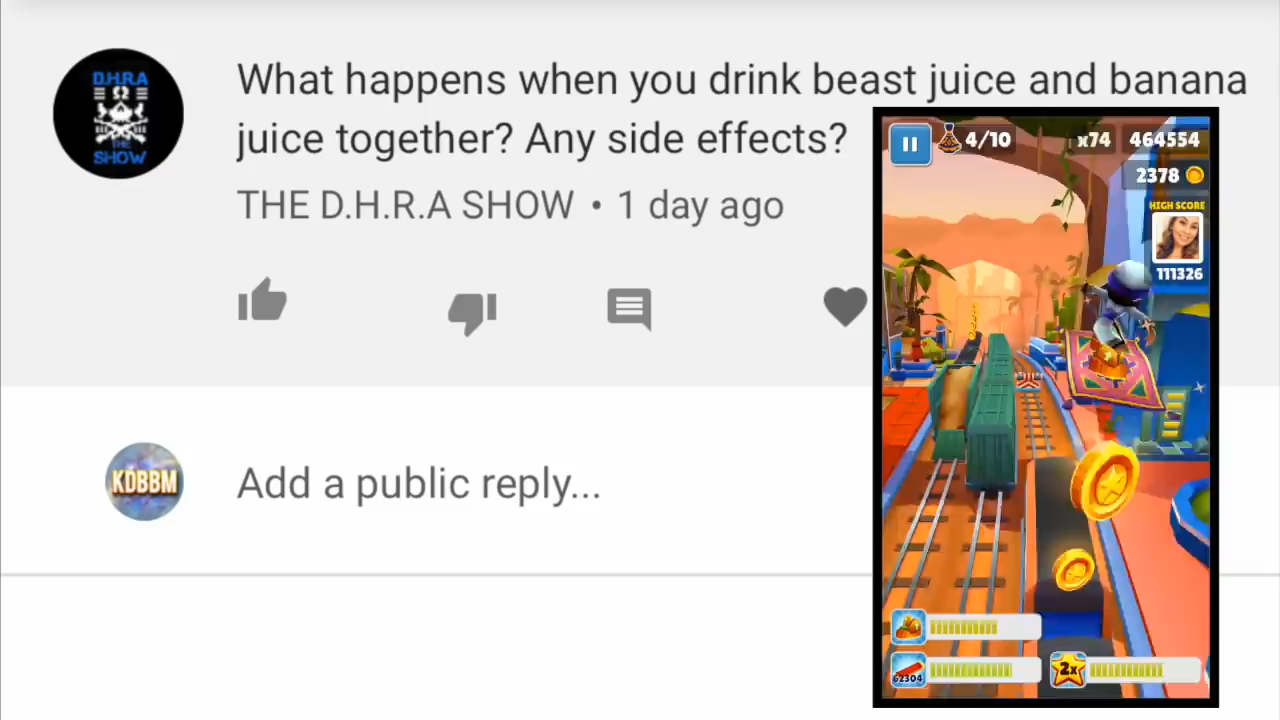 D.H.R.A
THE
SHOW
What happens when you drink beast juice and banana
juice together? Any side effects?
THE D.H.R.A SHOW • 1 day ago
KDBBM
Add a public reply...
4/10
x74
464554
2378
HIGH SCORE
111326
62304
2x